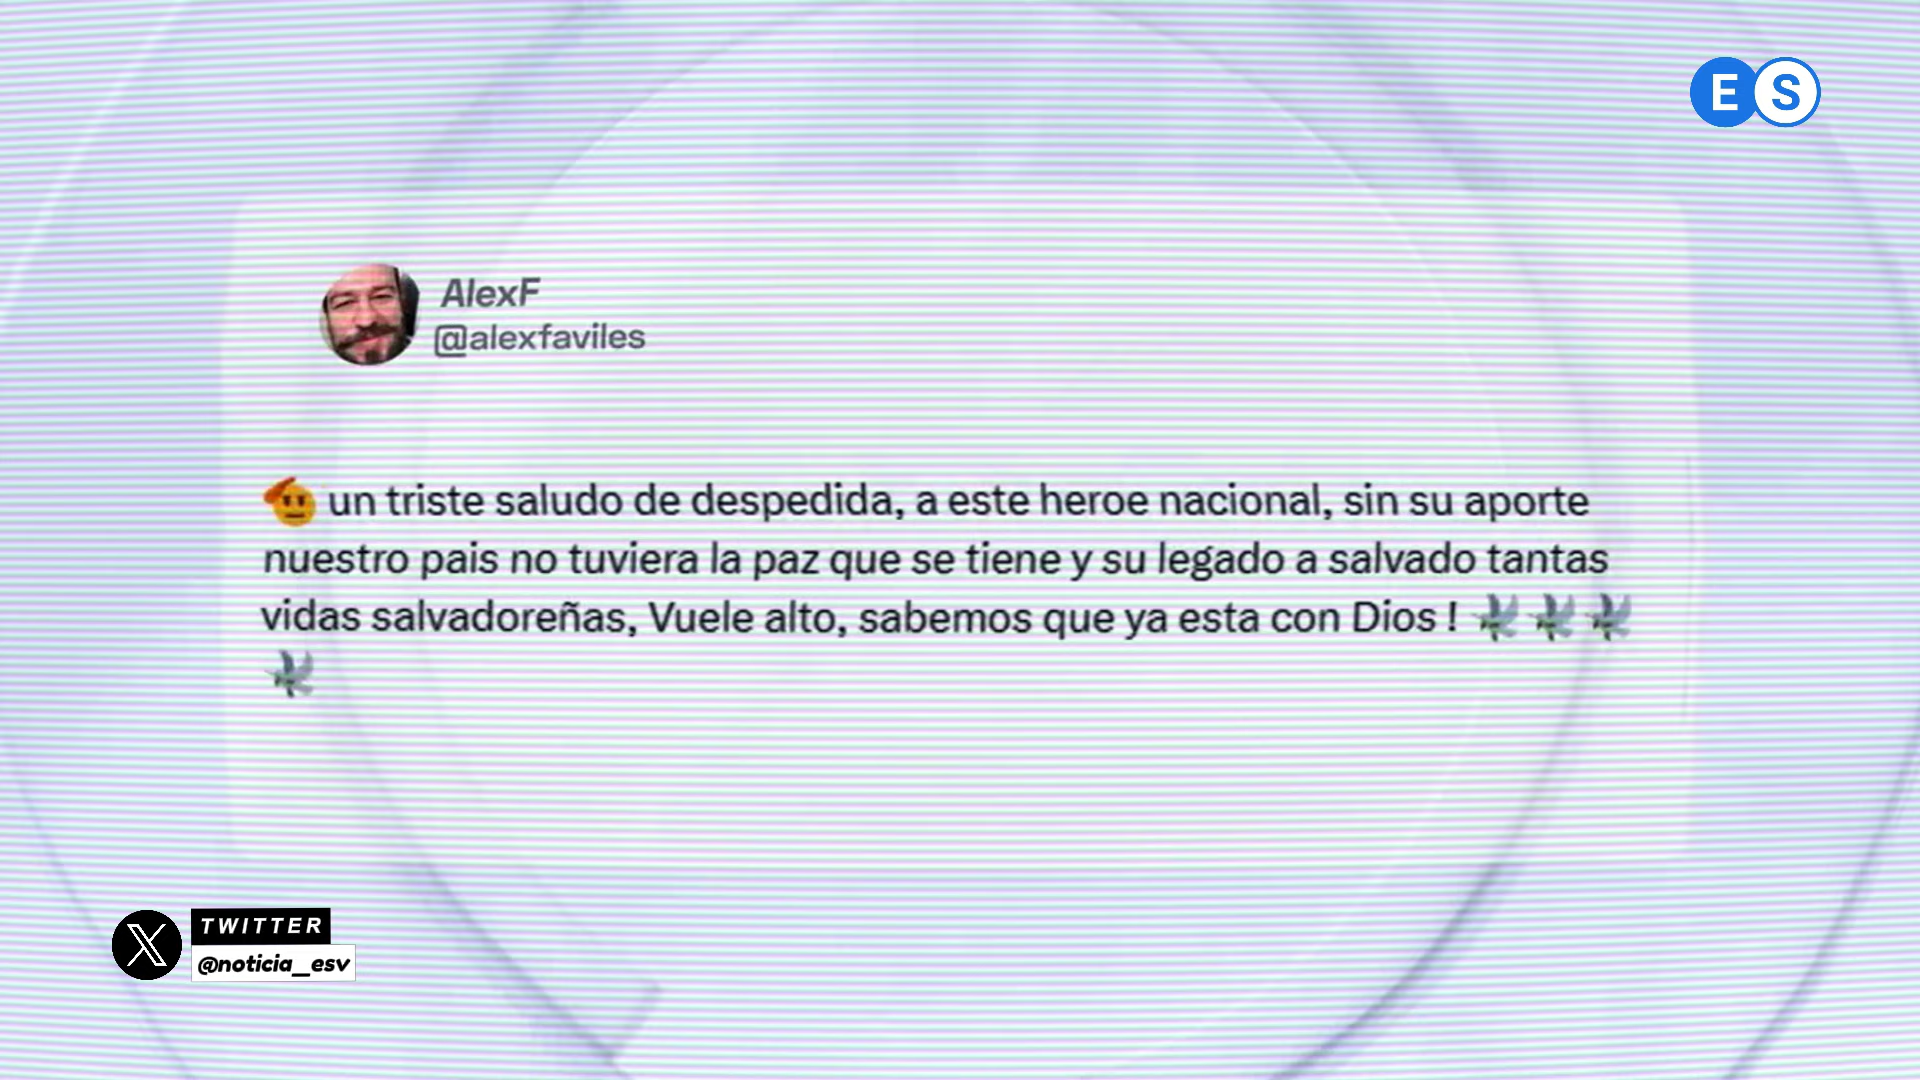 ES
AlexF
@alexfaviles
🫡 un triste saludo de despedida, a este heroe nacional, sin su aporte
nuestro pais no tuviera la paz que se tiene y su legado a salvado tantas
vidas salvadoreñas, Vuele alto, sabemos que ya esta con Dios ! 🕊 🕊 🕊
🕊
TWITTER
@noticia_esv